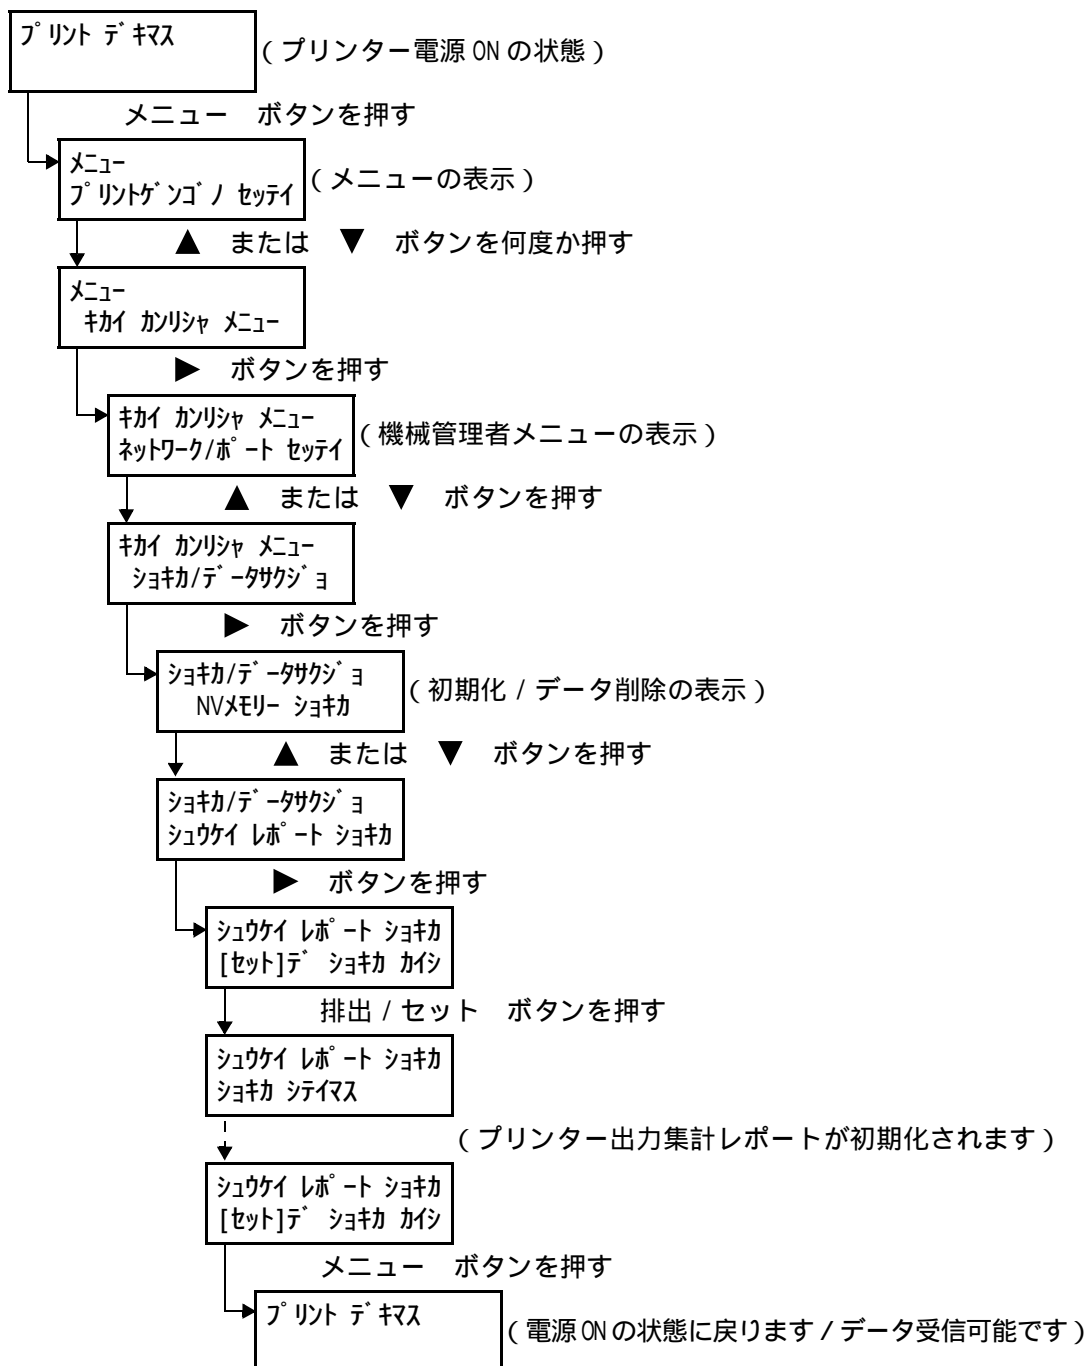 ﾌﾟﾘﾝﾄ ﾃﾞｷﾏｽ
（プリンター電源 ON の状態）
メニュー　ボタンを押す
ﾒﾆｭｰ
ﾌﾟﾘﾝﾄｹﾞﾝｺﾞﾉ ｾｯﾃｲ
（メニューの表示）
▲　または　▼　ボタンを何度か押す
ﾒﾆｭｰ
ｷｶｲ ｶﾝﾘｼｬ ﾒﾆｭｰ
▶　ボタンを押す
ｷｶｲ ｶﾝﾘｼｬ ﾒﾆｭｰ
ﾈｯﾄﾜｰｸ/ﾎﾟｰﾄ ｾｯﾃｲ
（機械管理者メニューの表示）
▲　または　▼　ボタンを押す
ｷｶｲ ｶﾝﾘｼｬ ﾒﾆｭｰ
ｼｮｷｶ/ﾃﾞｰﾀｻｸｼﾞｮ
▶　ボタンを押す
ｼｮｷｶ/ﾃﾞｰﾀｻｸｼﾞｮ
NVﾒﾓﾘｰ ｼｮｷｶ
（初期化 / データ削除の表示）
▲　または　▼　ボタンを押す
ｼｮｷｶ/ﾃﾞｰﾀｻｸｼﾞｮ
ｼｭｳｹｲ ﾚﾎﾟｰﾄ ｼｮｷｶ
▶　ボタンを押す
ｼｭｳｹｲ ﾚﾎﾟｰﾄ ｼｮｷｶ
[ｾｯﾄ]ﾃﾞ ｼｮｷｶ ｶｲｼ
排出 / セット　ボタンを押す
ｼｭｳｹｲ ﾚﾎﾟｰﾄ ｼｮｷｶ
ｼｮｷｶ ｼﾃｲﾏｽ
（プリンター出力集計レポートが初期化されます）
ｼｭｳｹｲ ﾚﾎﾟｰﾄ ｼｮｷｶ
[ｾｯﾄ]ﾃﾞ ｼｮｷｶ ｶｲｼ
メニュー　ボタンを押す
ﾌﾟﾘﾝﾄ ﾃﾞｷﾏｽ
（電源 ON の状態に戻ります / データ受信可能です）